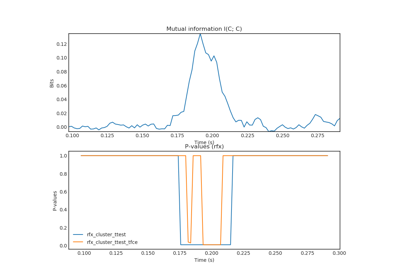 Mutual information I(C; C)
0.12
0.10
0.08
0.06
0.04
0.02
0.00
Bits
0.100 0.125 0.150 0.175 0.200 0.225 0.250 0.275
Time (s)
P-values (rfx)
1.0
0.8
0.6
0.4
0.2
0.0
P-values
rfx_cluster_ttest
rfx_cluster_ttest_tfce
0.100 0.125 0.150 0.175 0.200 0.225 0.250 0.275 0.300
Time (s)